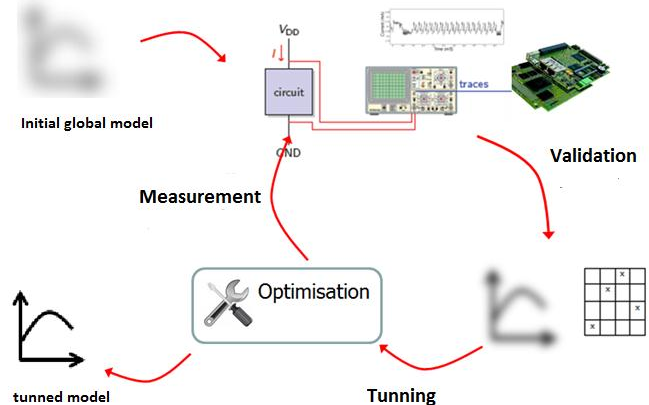 VDD
I
circuit
GND
traces
Initial global model
Validation
Measurement
Optimisation
x
x
x
x
tunned model
Tunning